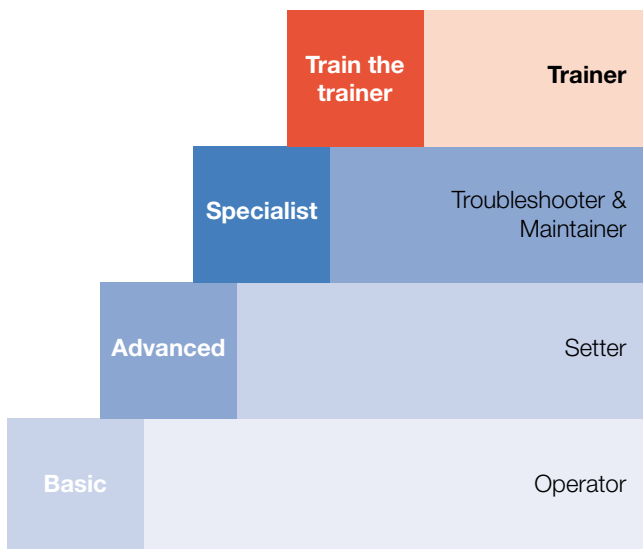 Train the
trainer
Trainer
Specialist
Troubleshooter &
Maintainer
Advanced
Setter
Basic
Operator